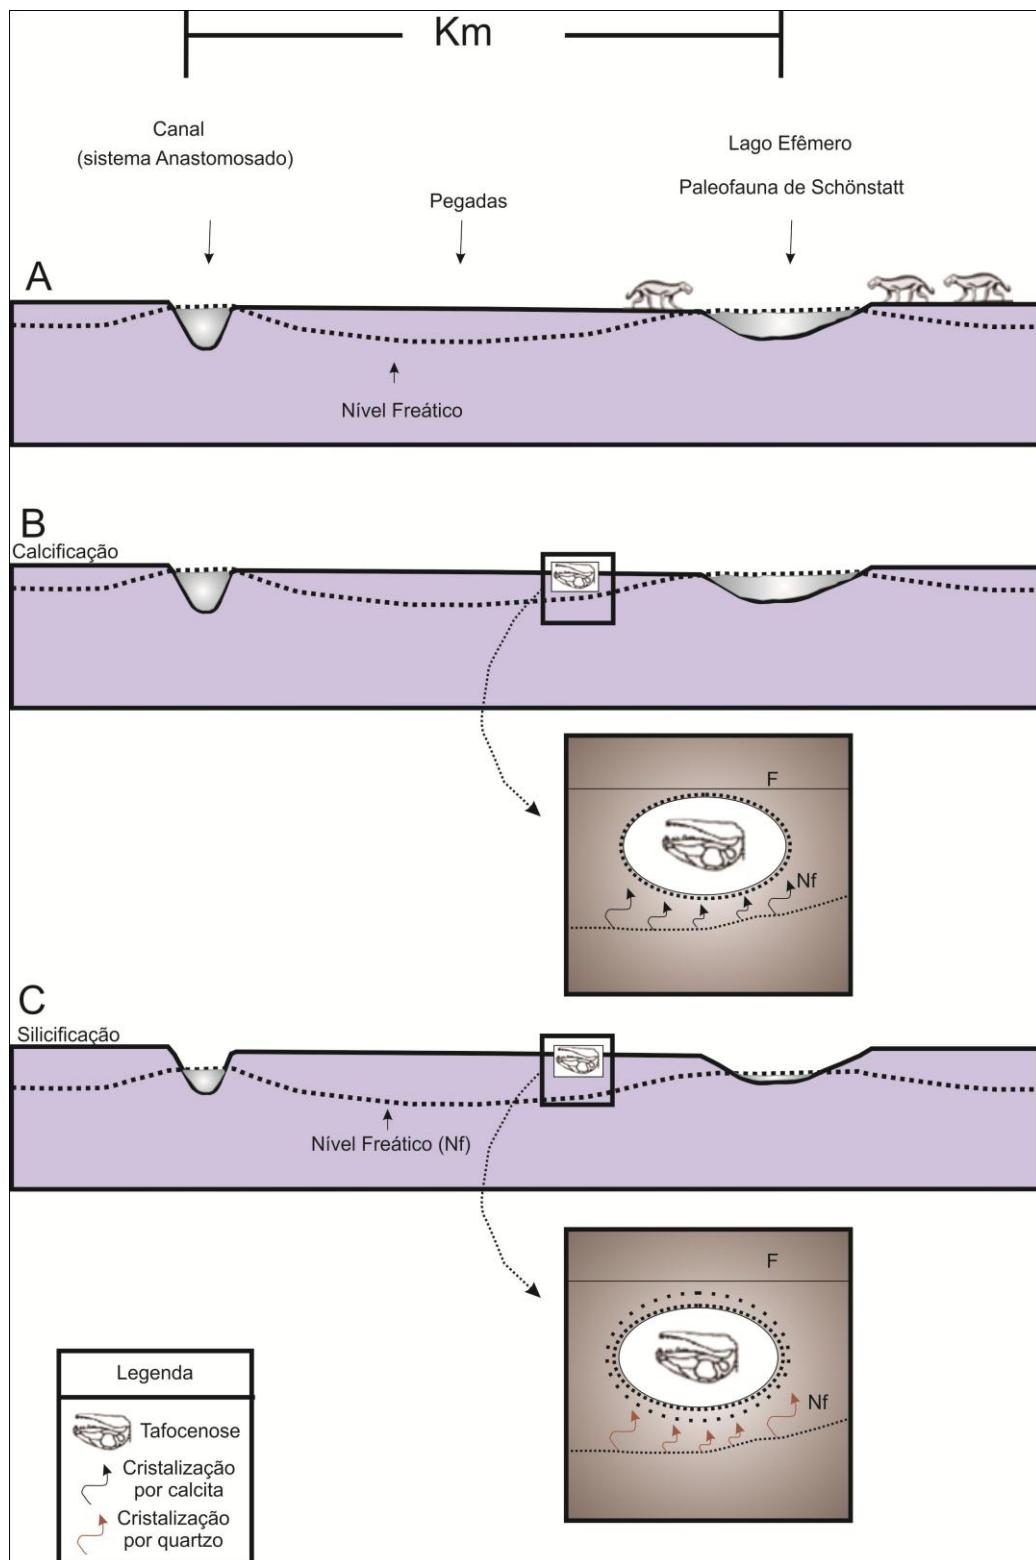 Km
Canal
(sistema Anastomosado)
Pegadas
Lago Efêmero
Paleofauna de Schönstatt
A
Nível Freático
B
Calcificação
F
Nf
C
Silicificação
Nível Freático (Nf)
F
Nf
Legenda
Tafocenose
Cristalização
por calcita
Cristalização
por quartzo